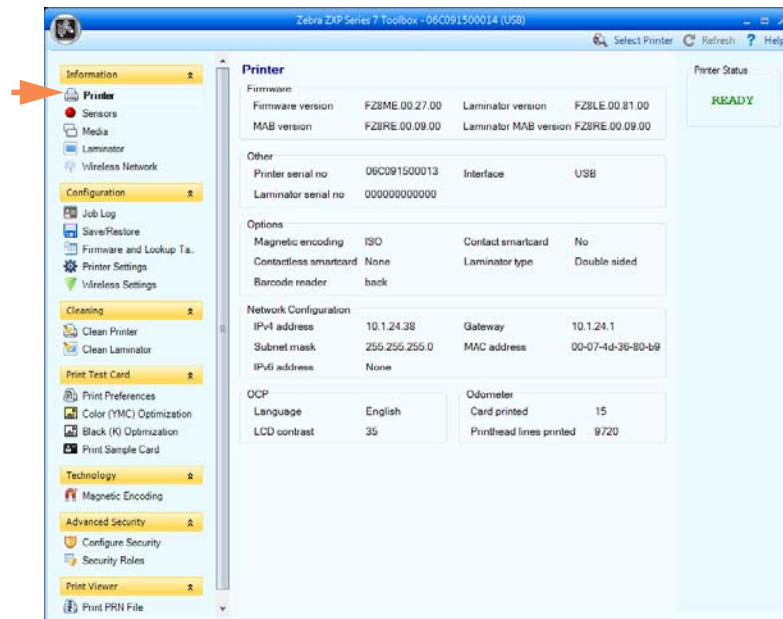 Zebra ZXP Series 7 Toolbox - 06C091500014 (USB)
Select Printer Refresh ? Help
Information
Printer
Sensors
Media
Laminator
Wireless Network
Configuration
Job Log
Save/Restore
Firmware and Lookup Ta..
Printer Settings
Wireless Settings
Cleaning
Clean Printer
Clean Laminator
Print Test Card
Print Preferences
Color (YMC) Optimization
Black (K) Optimization
Print Sample Card
Technology
Magnetic Encoding
Advanced Security
Configure Security
Security Roles
Print Viewer
Print PRN File
Printer
Firmware
Firmware version FZ8ME.00.27.00 Laminator version FZ8LE.00.81.00
MAB version FZ8RE.00.09.00 Laminator MAB version FZ8RE.00.09.00
Other
Printer serial no 06C091500013 Interface USB
Laminator serial no 000000000000
Options
Magnetic encoding ISO Contact smartcard No
Contactless smartcard None Laminator type Double sided
Barcode reader back
Network Configuration
IPv4 address 10.1.24.38 Gateway 10.1.24.1
Subnet mask 255.255.255.0 MAC address 00-07-4d-36-80-b9
IPv6 address None
OCP
Language English
LCD contrast 35
Odometer
Card printed 15
Printhead lines printed 9720
Printer Status
READY